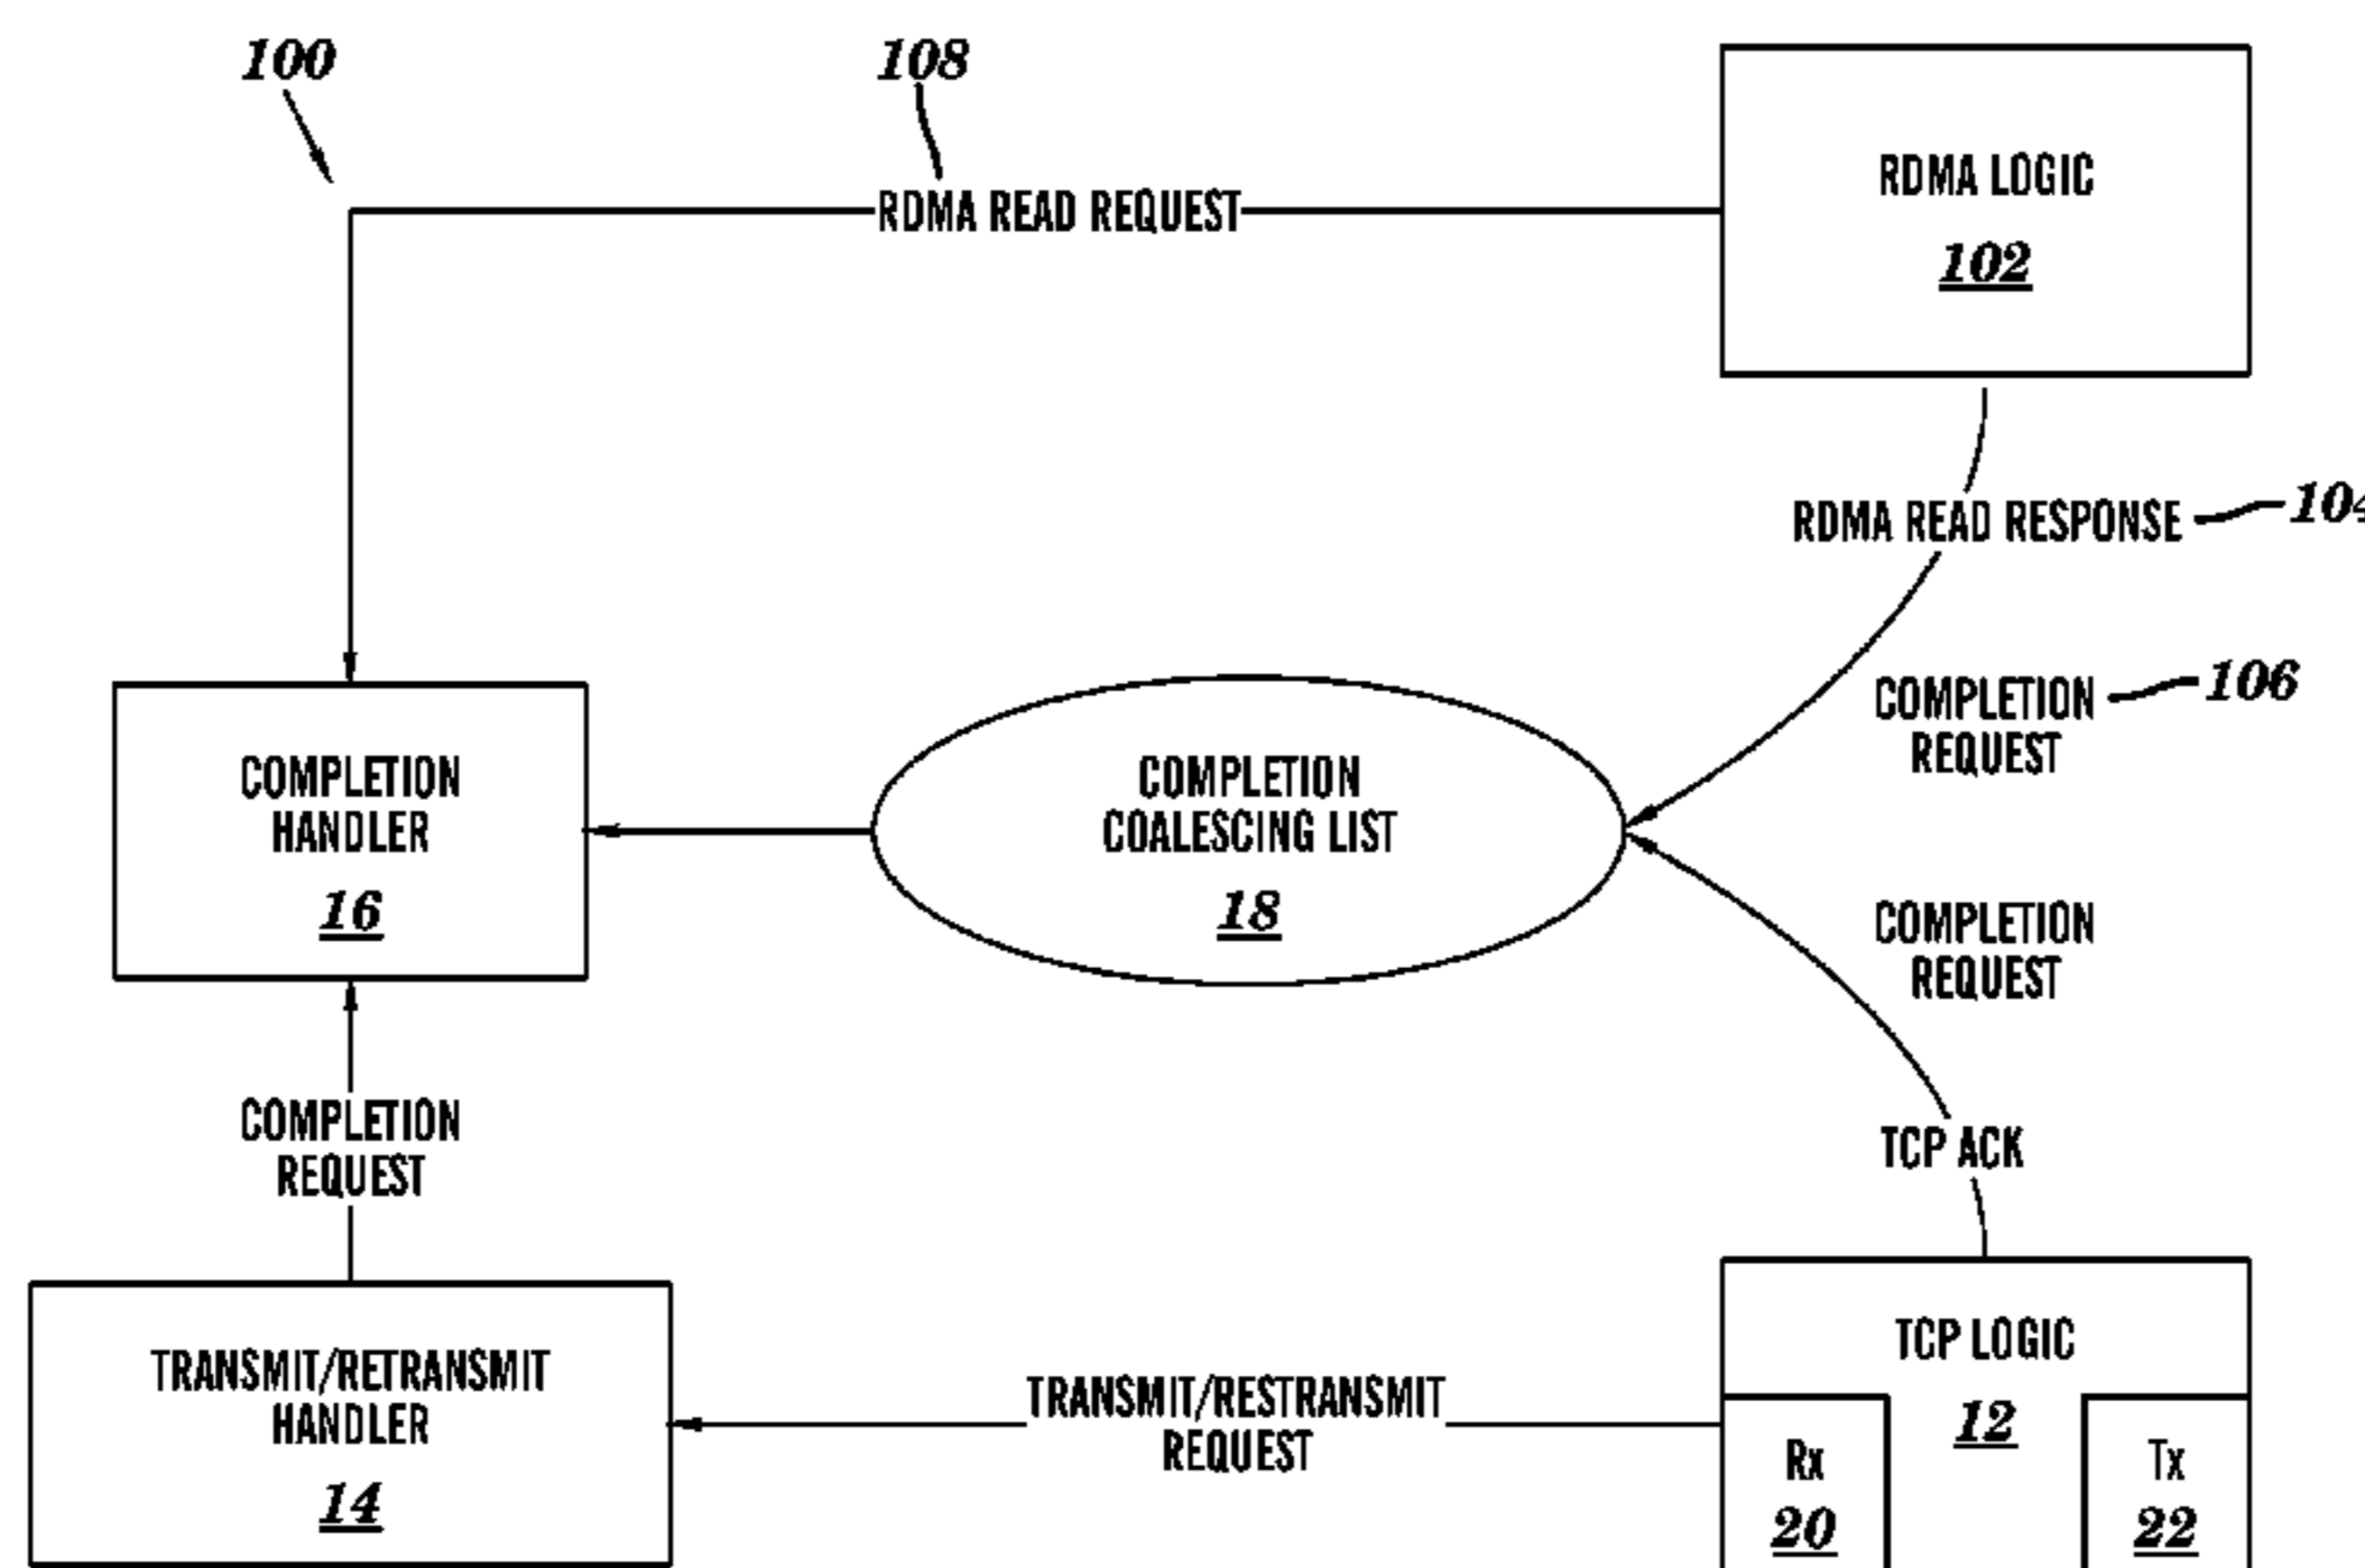 100
108
RDMA LOGIC
102
RDMA READ REQUEST
RDMA READ RESPONSE
104
COMPLETION
REQUEST
106
COMPLETION
HANDLER
16
COMPLETION
COALESCING LIST
18
COMPLETION
REQUEST
COMPLETION
REQUEST
TCP ACK
TRANSMIT/RETRANSMIT
HANDLER
14
TRANSMIT/RESTRANSMIT
REQUEST
TCP LOGIC
12
Rx
20
Tx
22